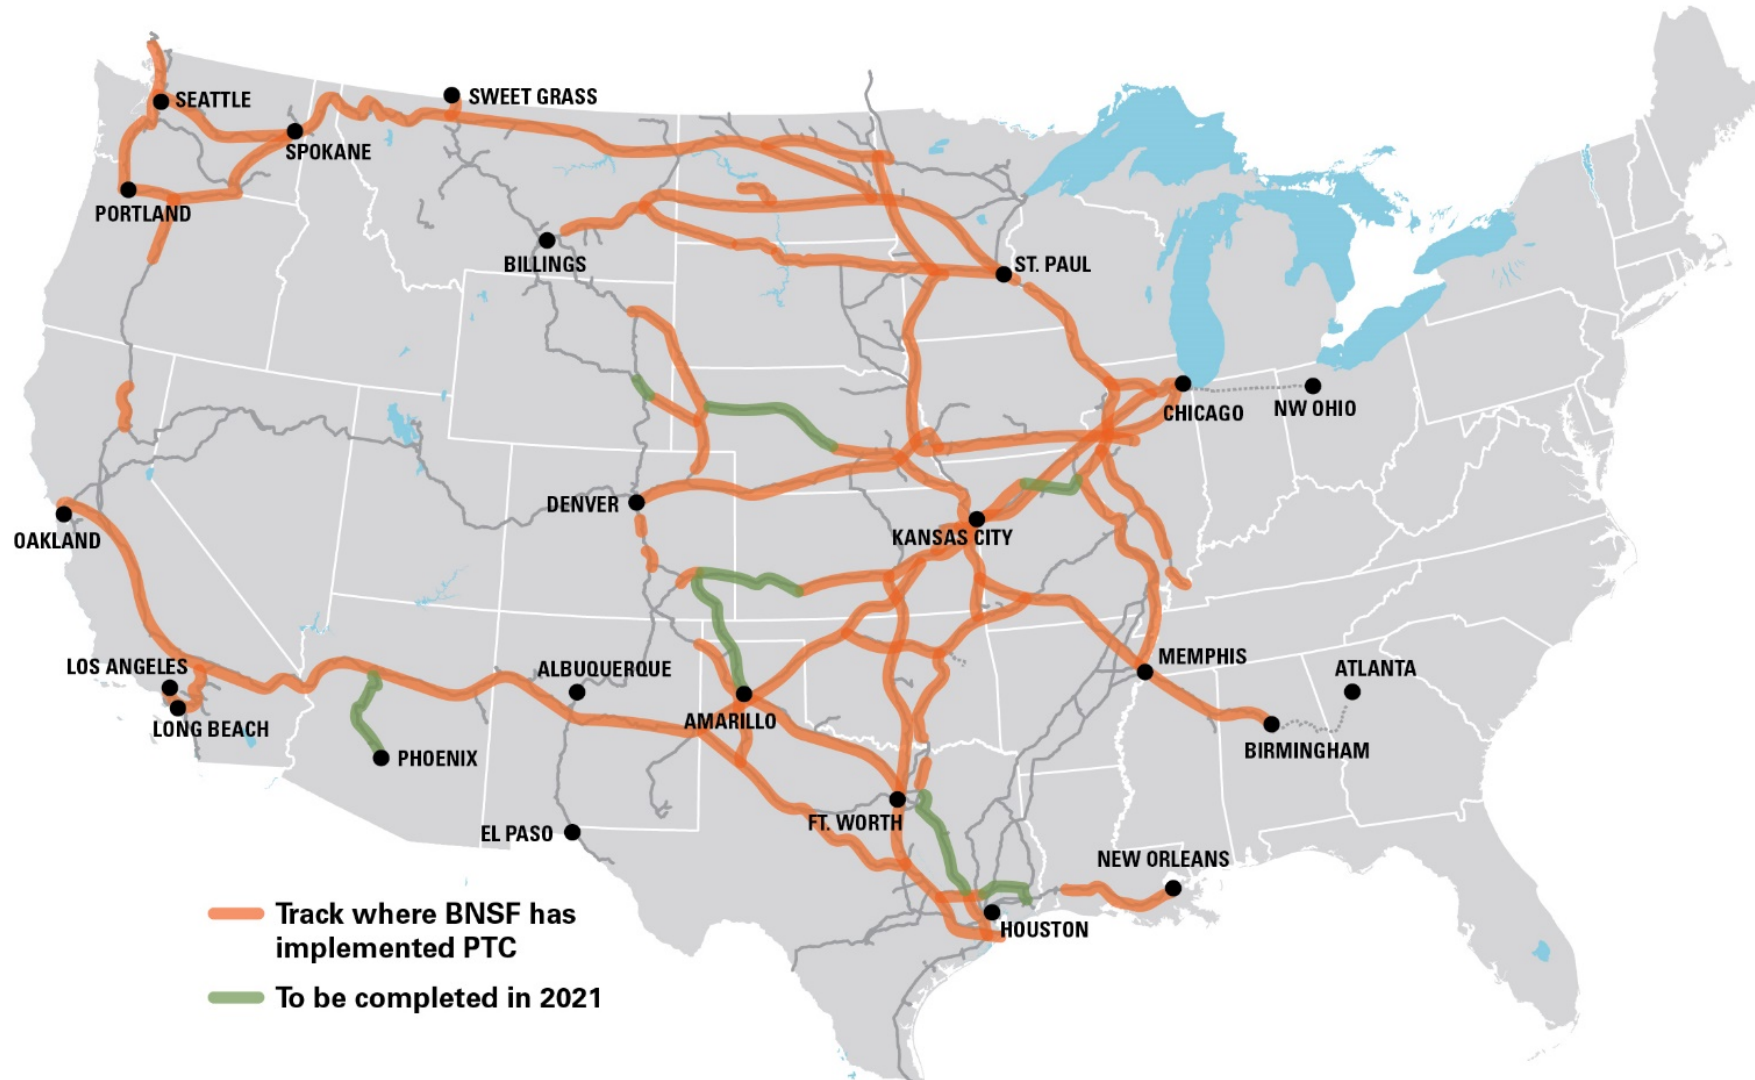 SEATTLE
SWEET GRASS
SPOKANE
PORTLAND
BILLINGS
ST. PAUL
CHICAGO
NW OHIO
DENVER
OAKLAND
KANSAS CITY
LOS ANGELES
ALBUQUERQUE
MEMPHIS
ATLANTA
LONG BEACH
AMARILLO
PHOENIX
BIRMINGHAM
EL PASO
FT. WORTH
NEW ORLEANS
HOUSTON
Track where BNSF has
implemented PTC
To be completed in 2021